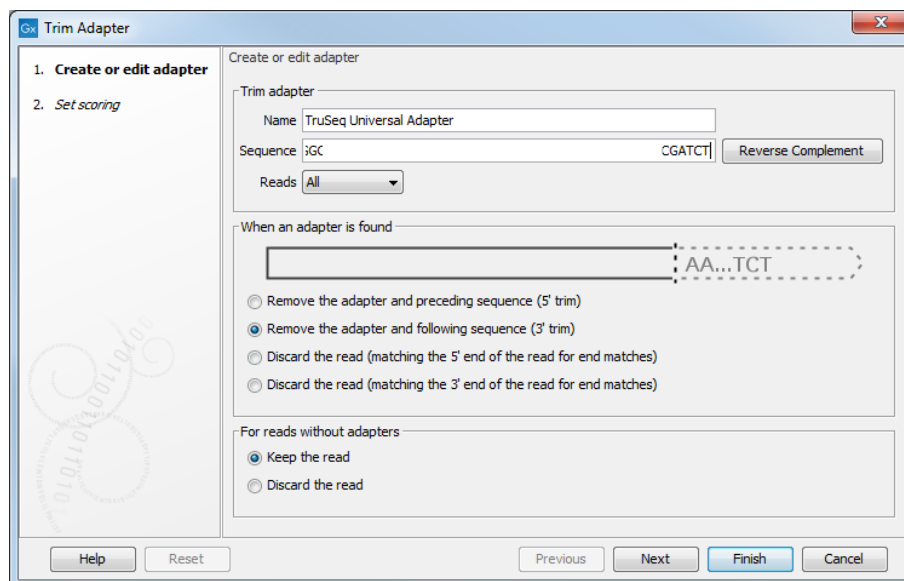 Gx Trim Adapter
1. Create or edit adapter
2. Set scoring
Create or edit adapter
Trim adapter
Name TruSeq Universal Adapter
Sequence CGATCT Reverse Complement
Reads All
When an adapter is found
AA...TCT
Remove the adapter and preceding sequence (5' trim)
Remove the adapter and following sequence (3' trim)
Discard the read (matching the 5' end of the read for end matches)
Discard the read (matching the 3' end of the read for end matches)
For reads without adapters
Keep the read
Discard the read
Help Reset Previous Next Finish Cancel